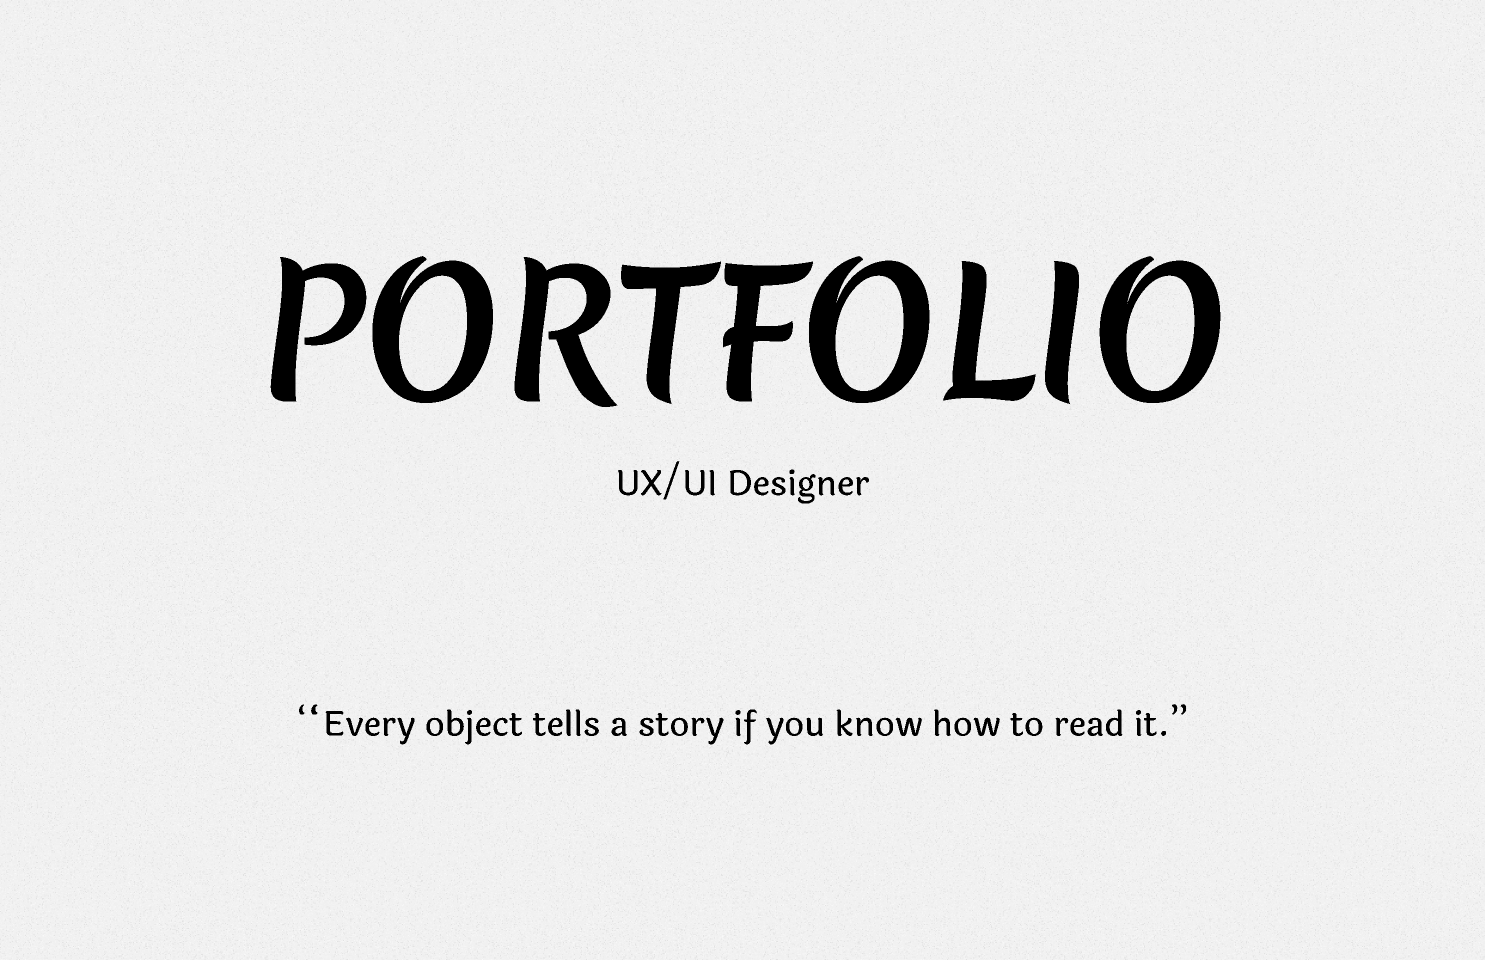 PORTFOLIO
UX/UI Designer
‘‘Every object tells a story if you know how to read it.”